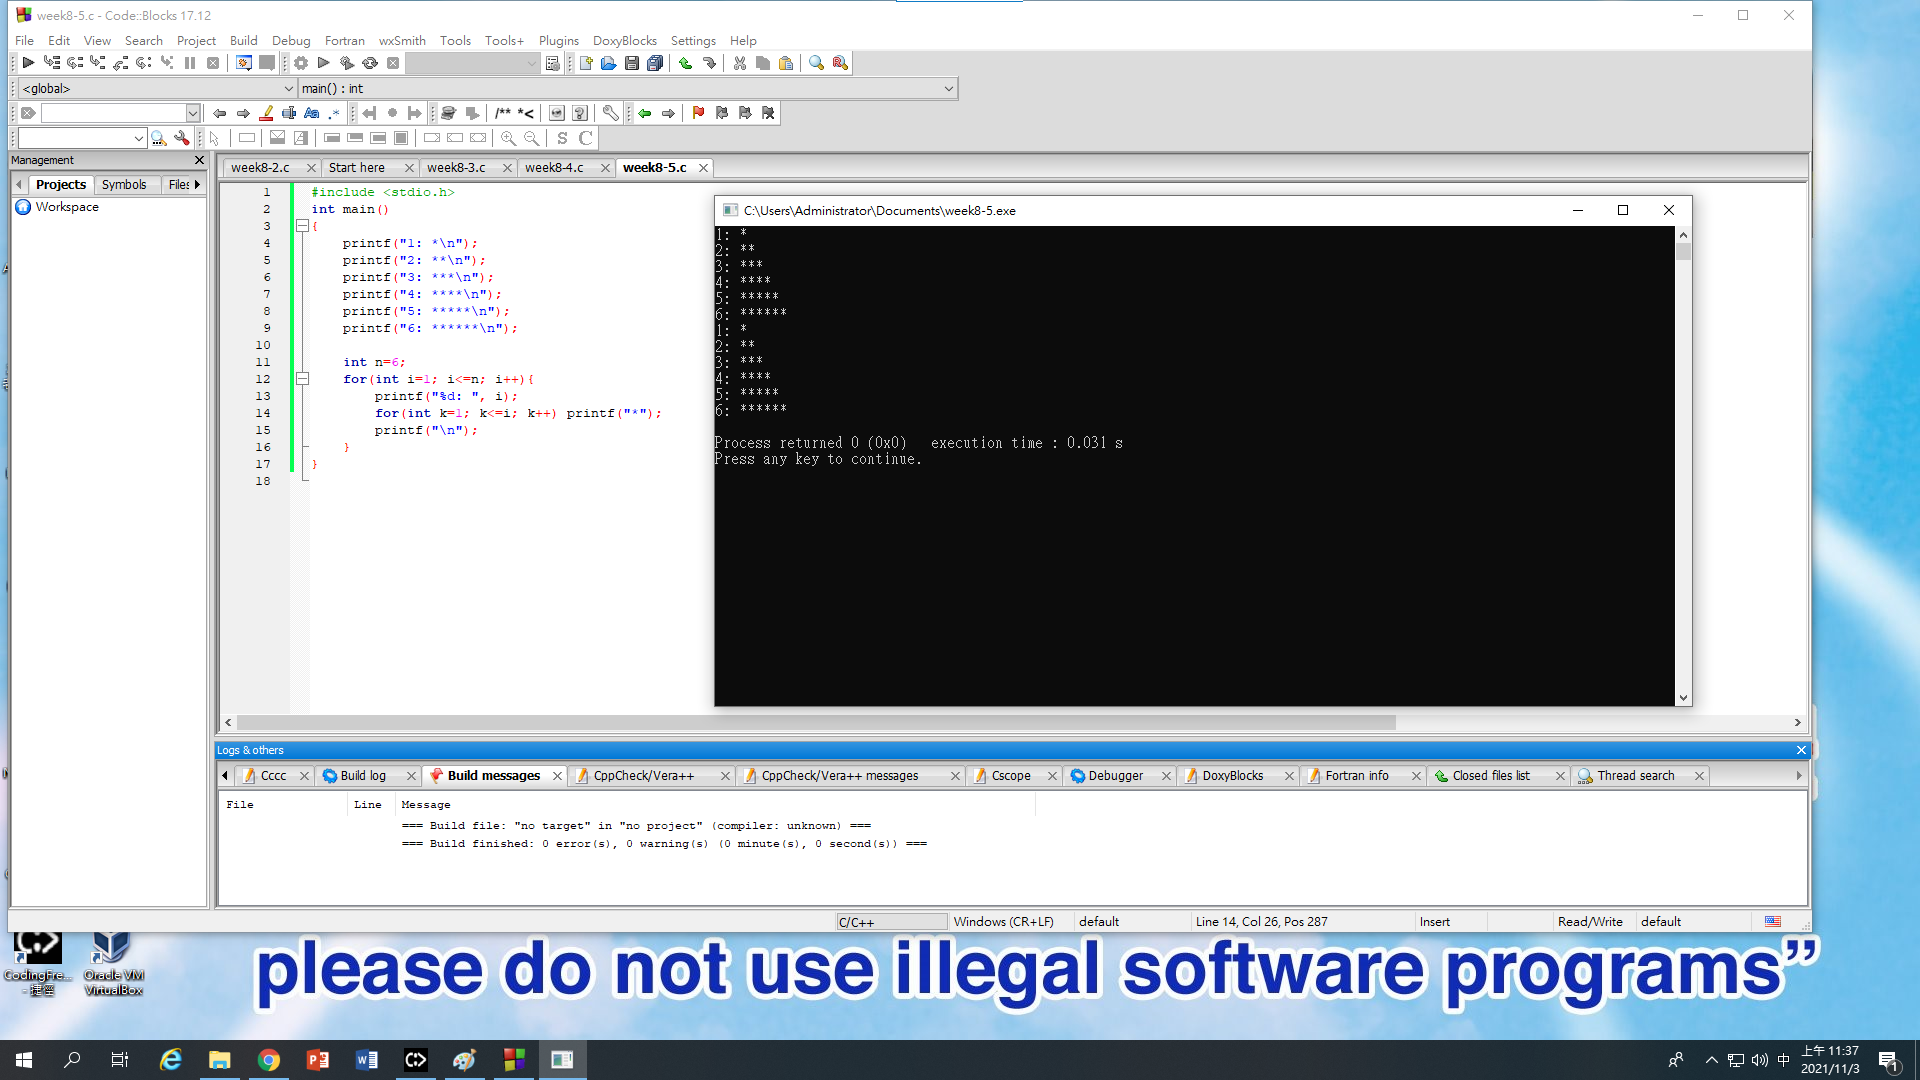 week8-5.c - Code::Blocks 17.12
File Edit View Search Project Build Debug Fortran wxSmith Tools Tools+ Plugins DoxyBlocks Settings Help
<global> main() : int
/** *<
S C
Management
Projects Symbols Files
Workspace
week8-2.c Start here week8-3.c week8-4.c week8-5.c
1 #include <stdio.h>
2 int main()
3 {
4 printf("1: *\n");
5 printf("2: **\n");
6 printf("3: ***\n");
7 printf("4: ****\n");
8 printf("5: *****\n");
9 printf("6: ******\n");
10
11 int n=6;
12 for(int i=1; i<=n; i++){
13 printf("%d: ", i);
14 for(int k=1; k<=i; k++) printf("*");
15 printf("\n");
16 }
17 }
18
C:\Users\Administrator\Documents\week8-5.exe
1: *
2: **
3: ***
4: ****
5: *****
6: ******
1: *
2: **
3: ***
4: ****
5: *****
6: ******
Process returned 0 (0x0)   execution time : 0.031 s
Press any key to continue.
Logs & others
Cccc Build log Build messages CppCheck/Vera++ CppCheck/Vera++ messages Cscope Debugger DoxyBlocks Fortran info Closed files list Thread search
File Line Message
=== Build file: "no target" in "no project" (compiler: unknown) ===
=== Build finished: 0 error(s), 0 warning(s) (0 minute(s), 0 second(s)) ===
C/C++ Windows (CR+LF) default Line 14, Col 26, Pos 287 Insert Read/Write default
CodingFre...
- 捷徑
Oracle VM
VirtualBox
please do not use illegal software programs”
中
上午 11:37
2021/11/3
1